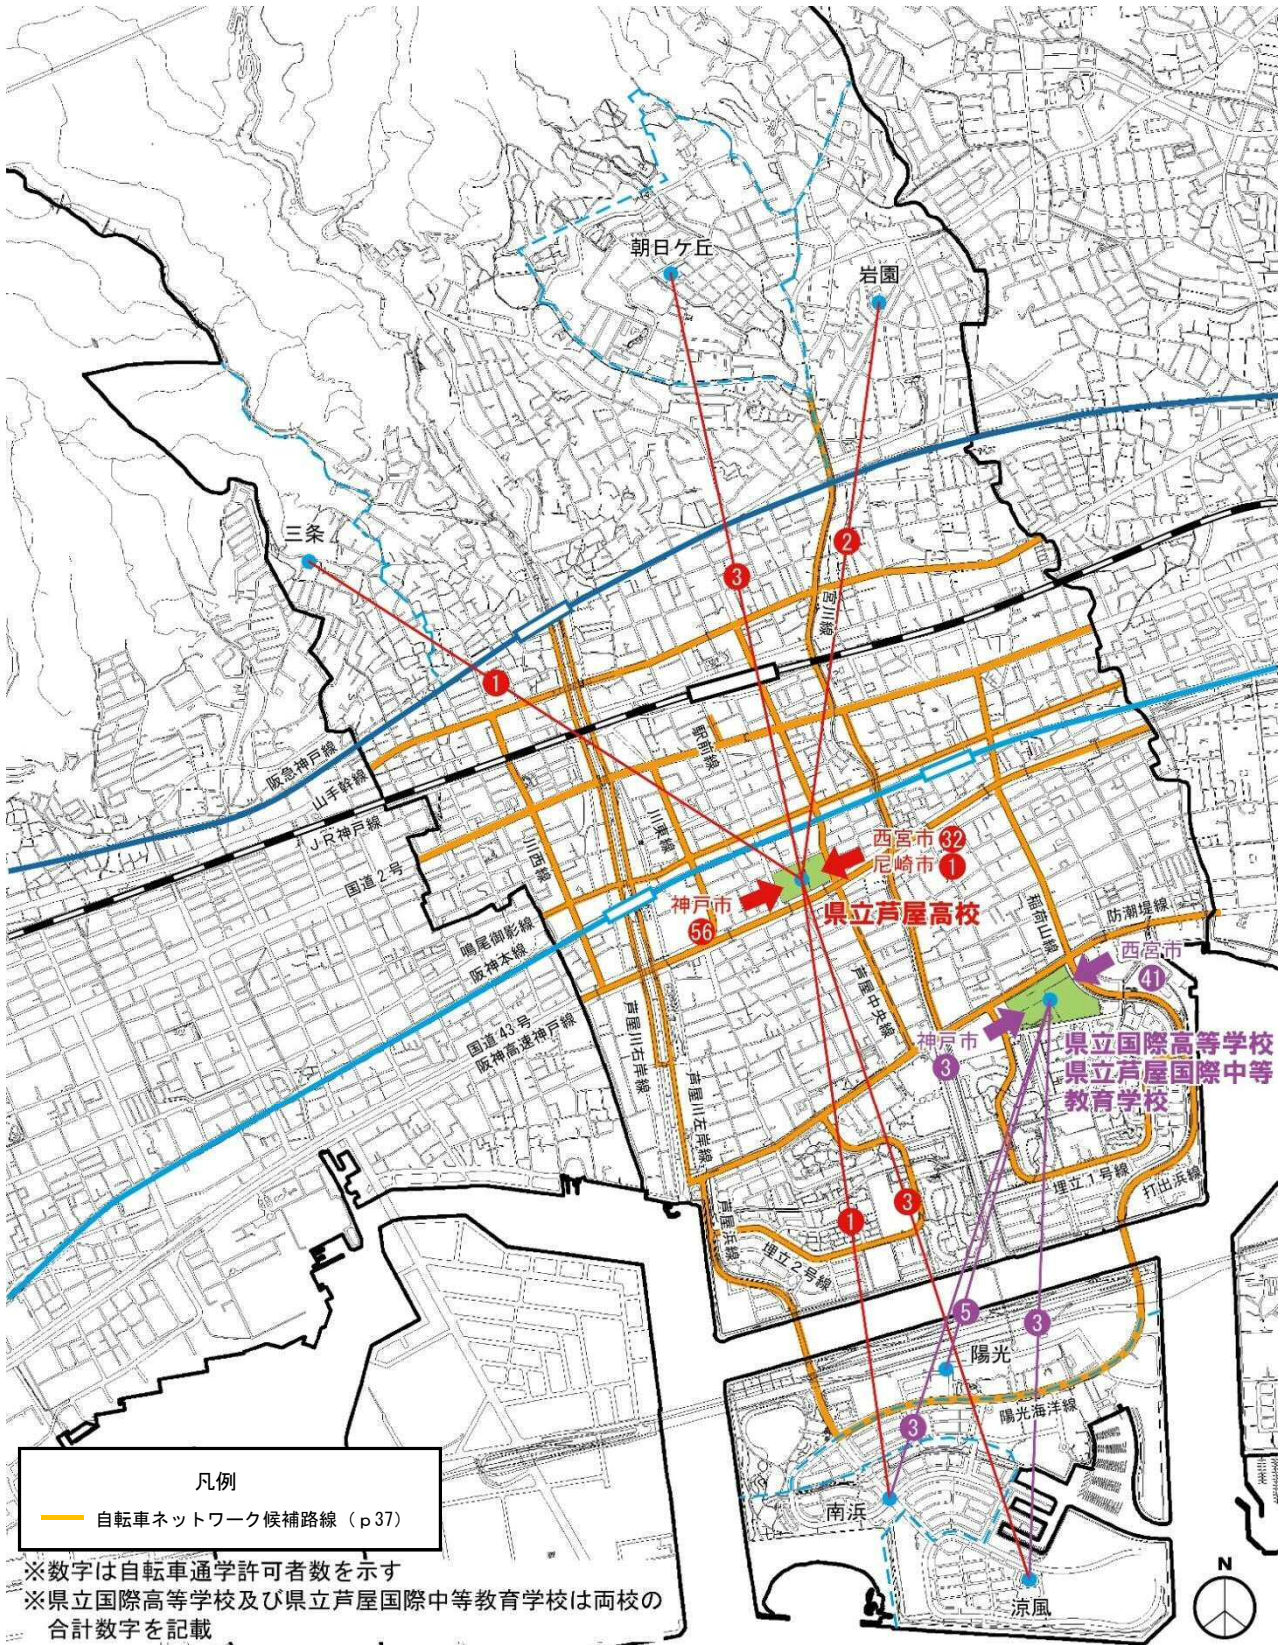 朝日ケ丘
岩園
三条
3
2
宮川線
1
阪急神戸線
山手幹線
JR神戸線
国道2号
駅前線
川東線
川西線
西宮市 32
尼崎市 1
神戸市
56
県立芦屋高校
鳴尾御影線
阪神本線
国道43号
阪神高速神戸線
稲荷山線
防潮堤線
西宮市
41
神戸市
3
県立国際高等学校
県立芦屋国際中等
教育学校
芦屋中央線
芦屋川右岸線
芦屋川左岸線
埋立1号線
打出浜線
芦屋浜線
埋立2号線
1
3
5
3
陽光
陽光海洋線
3
南浜
涼風
凡例
自転車ネットワーク候補路線(p37)
※数字は自転車通学許可者数を示す
※県立国際高等学校及び県立芦屋国際中等教育学校は両校の
合計数字を記載
N